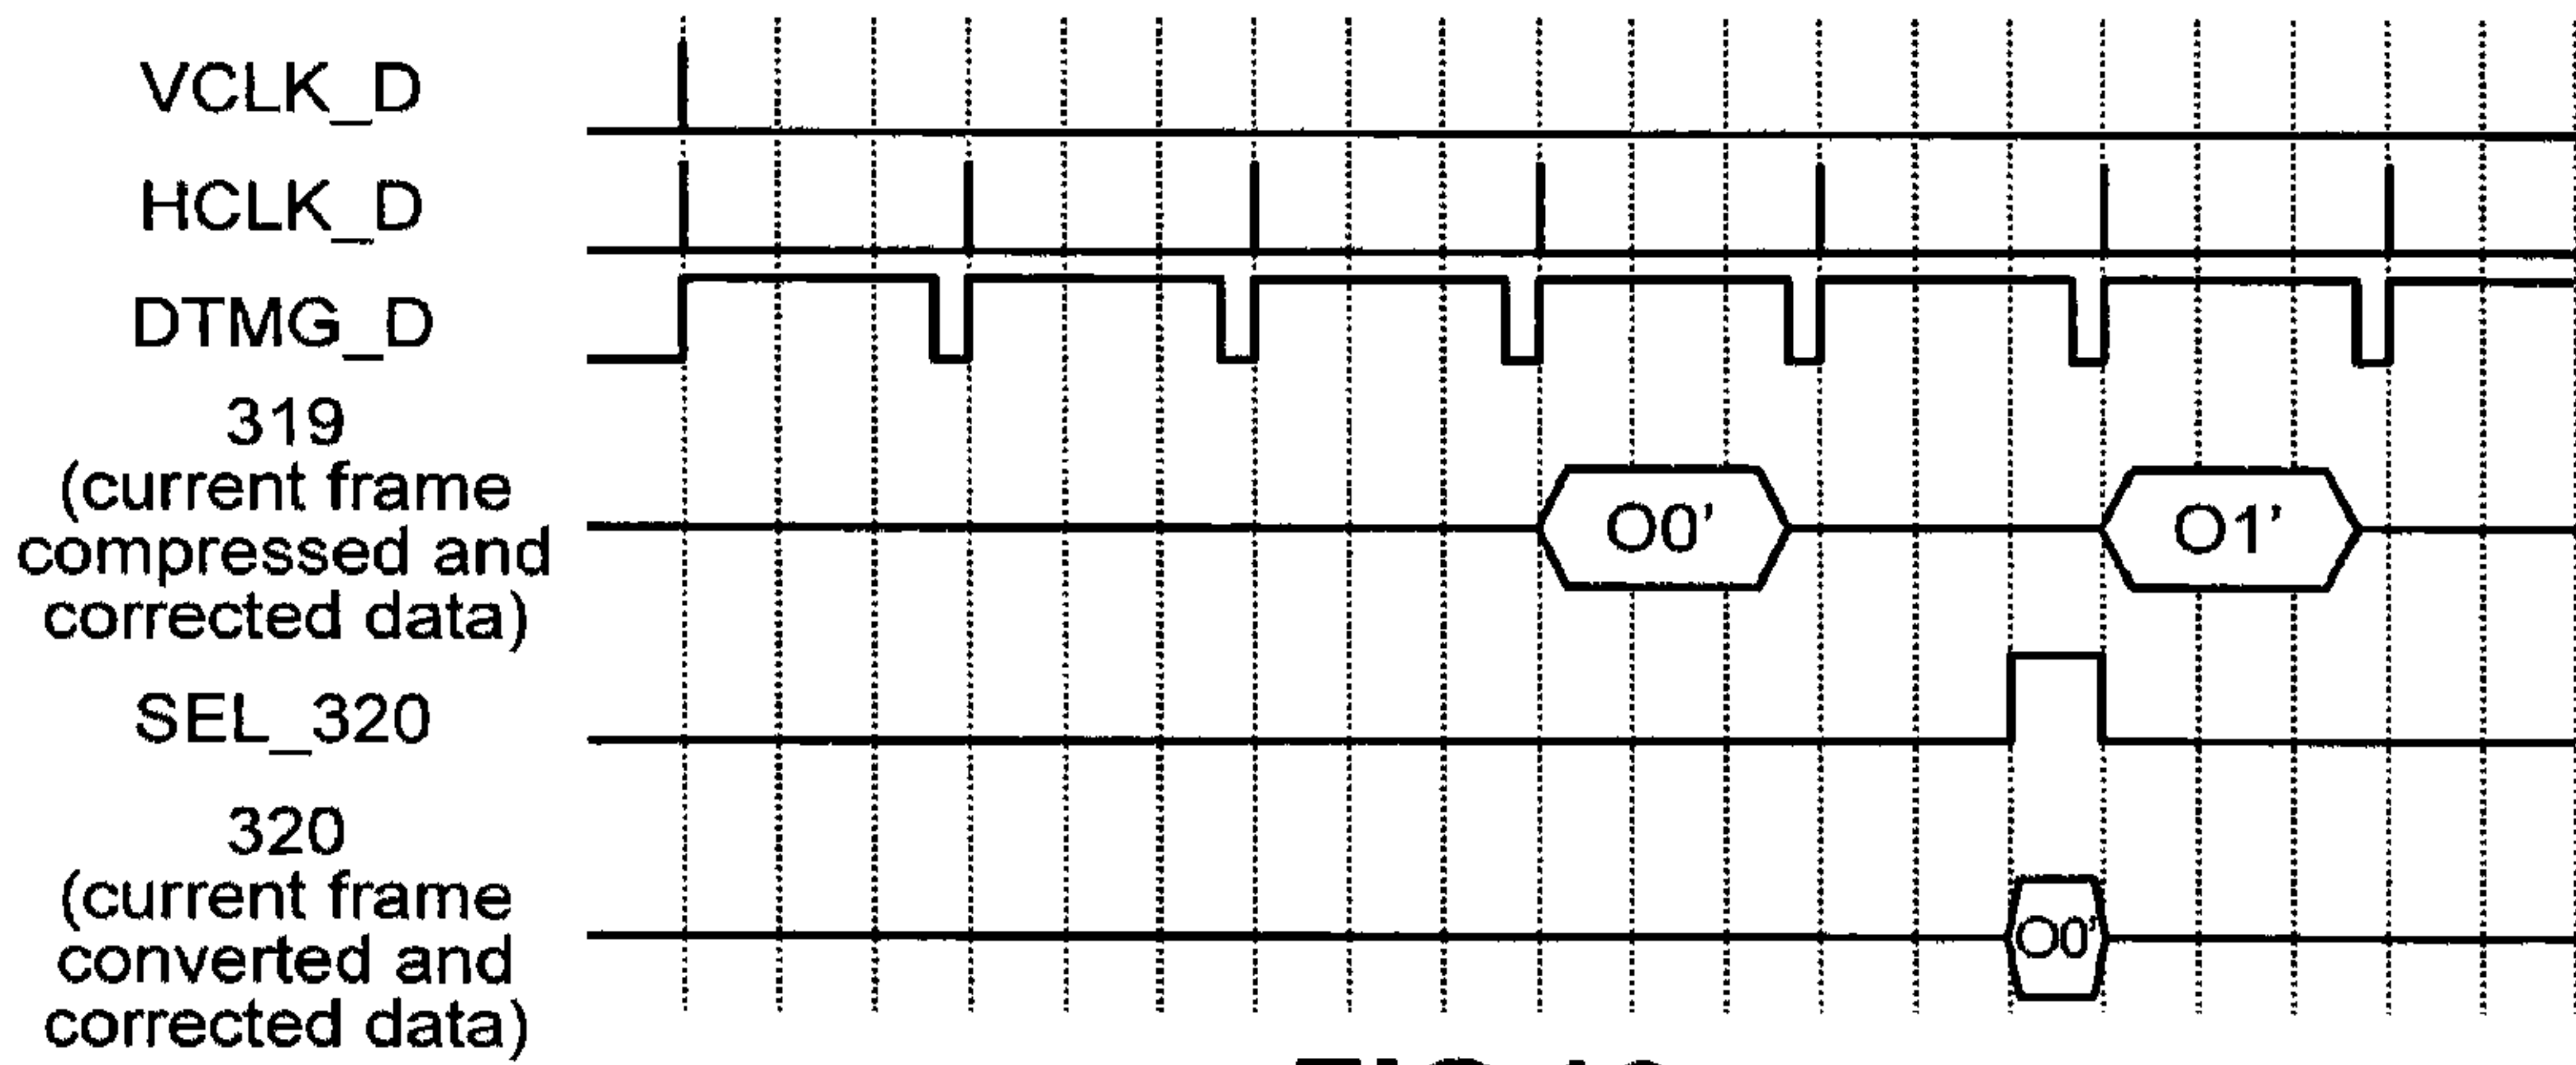 VCLK_D
HCLK_D
DTMG_D
319
(current frame
compressed and
corrected data)
O0'
O1'
SEL_320
320
(current frame
converted and
corrected data)
O0'